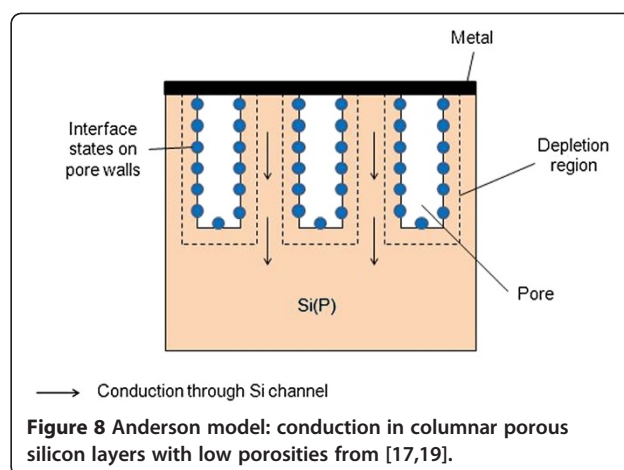 Metal
Interface
states on
pore walls
Depletion
region
Pore
Si(P)
Conduction through Si channel
Figure 8 Anderson model: conduction in columnar porous
silicon layers with low porosities from [17,19].